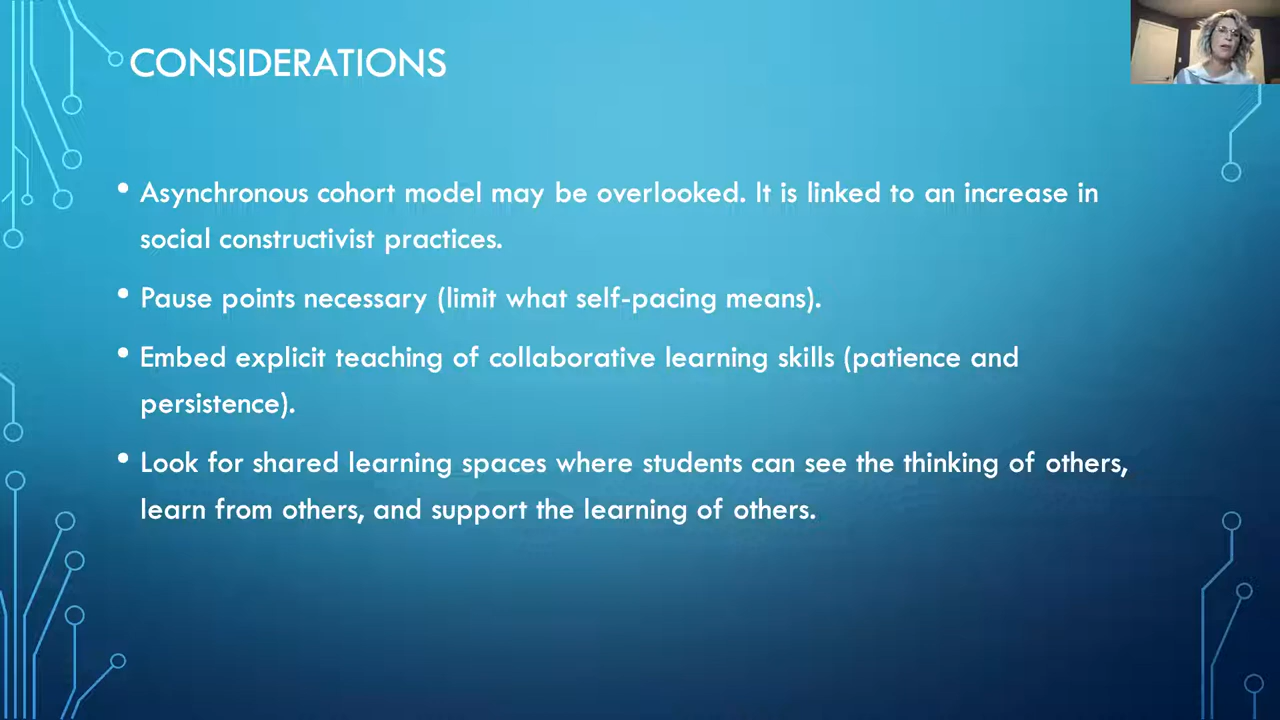 CONSIDERATIONS
• Asynchronous cohort model may be overlooked. It is linked to an increase in
social constructivist practices.
• Pause points necessary (limit what self-pacing means).
• Embed explicit teaching of collaborative learning skills (patience and
persistence).
• Look for shared learning spaces where students can see the thinking of others,
learn from others, and support the learning of others.